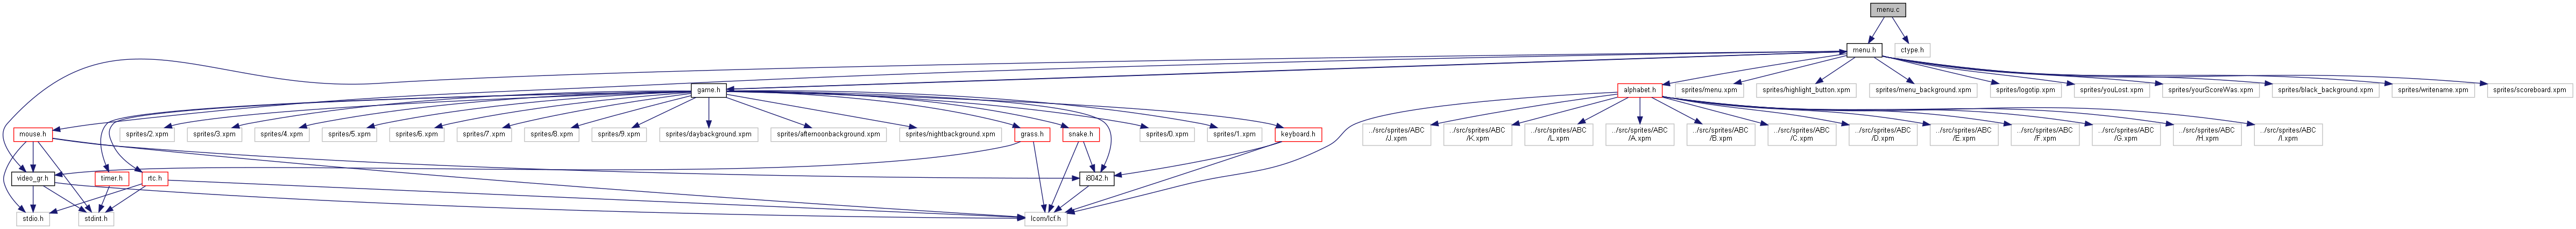 menu.c
menu.h
ctype.h
game.h
alphabet.h
sprites/menu.xpm
sprites/highlight_button.xpm
sprites/menu_background.xpm
sprites/logotip.xpm
sprites/youLost.xpm
sprites/yourScoreWas.xpm
sprites/black_background.xpm
sprites/writename.xpm
sprites/scoreboard.xpm
mouse.h
sprites/2.xpm
sprites/3.xpm
sprites/4.xpm
sprites/5.xpm
sprites/6.xpm
sprites/7.xpm
sprites/8.xpm
sprites/9.xpm
sprites/daybackground.xpm
sprites/afternoonbackground.xpm
sprites/nightbackground.xpm
grass.h
snake.h
sprites/0.xpm
sprites/1.xpm
keyboard.h
../src/sprites/ABC
/J.xpm
../src/sprites/ABC
/K.xpm
../src/sprites/ABC
/L.xpm
../src/sprites/ABC
/A.xpm
../src/sprites/ABC
/B.xpm
../src/sprites/ABC
/C.xpm
../src/sprites/ABC
/D.xpm
../src/sprites/ABC
/E.xpm
../src/sprites/ABC
/F.xpm
../src/sprites/ABC
/G.xpm
../src/sprites/ABC
/H.xpm
../src/sprites/ABC
/I.xpm
video_gr.h
timer.h
rtc.h
i8042.h
stdio.h
stdint.h
lcom/lcf.h